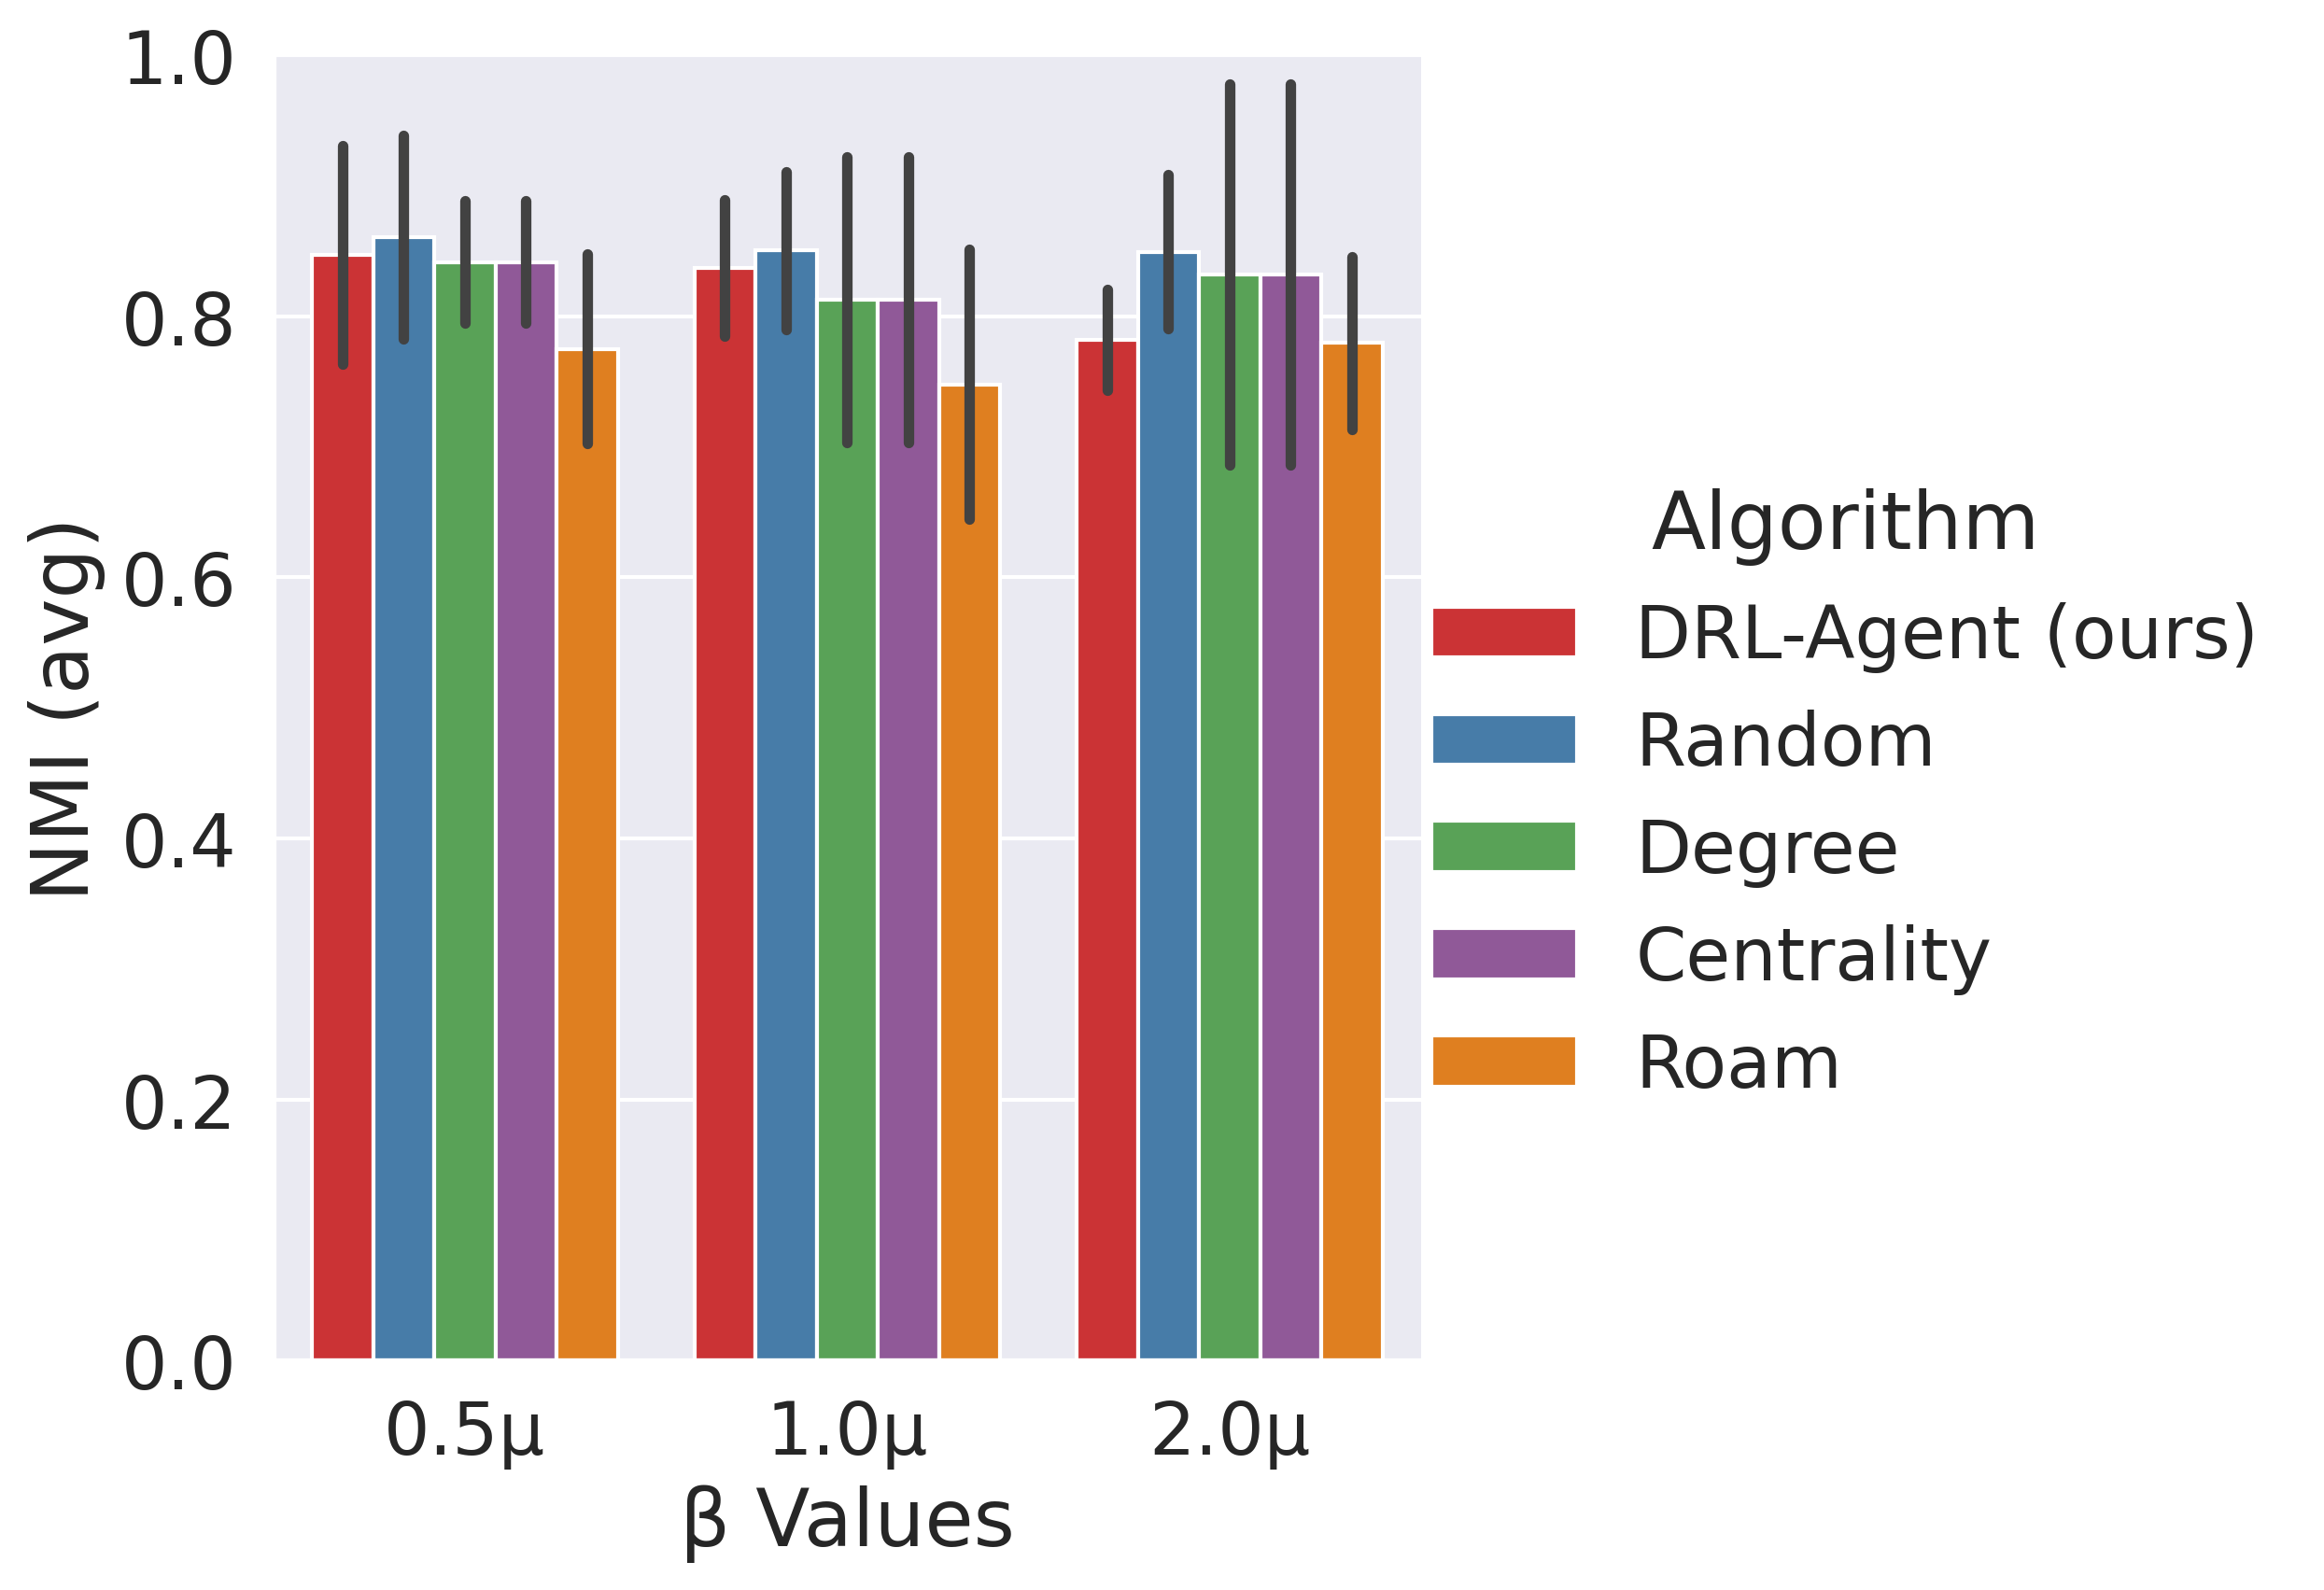 1.0
0.8
0.6
0.4
0.2
0.0
NMI (avg)
0.5μ 1.0μ 2.0μ
β Values
Algorithm
DRL-Agent (ours)
Random
Degree
Centrality
Roam